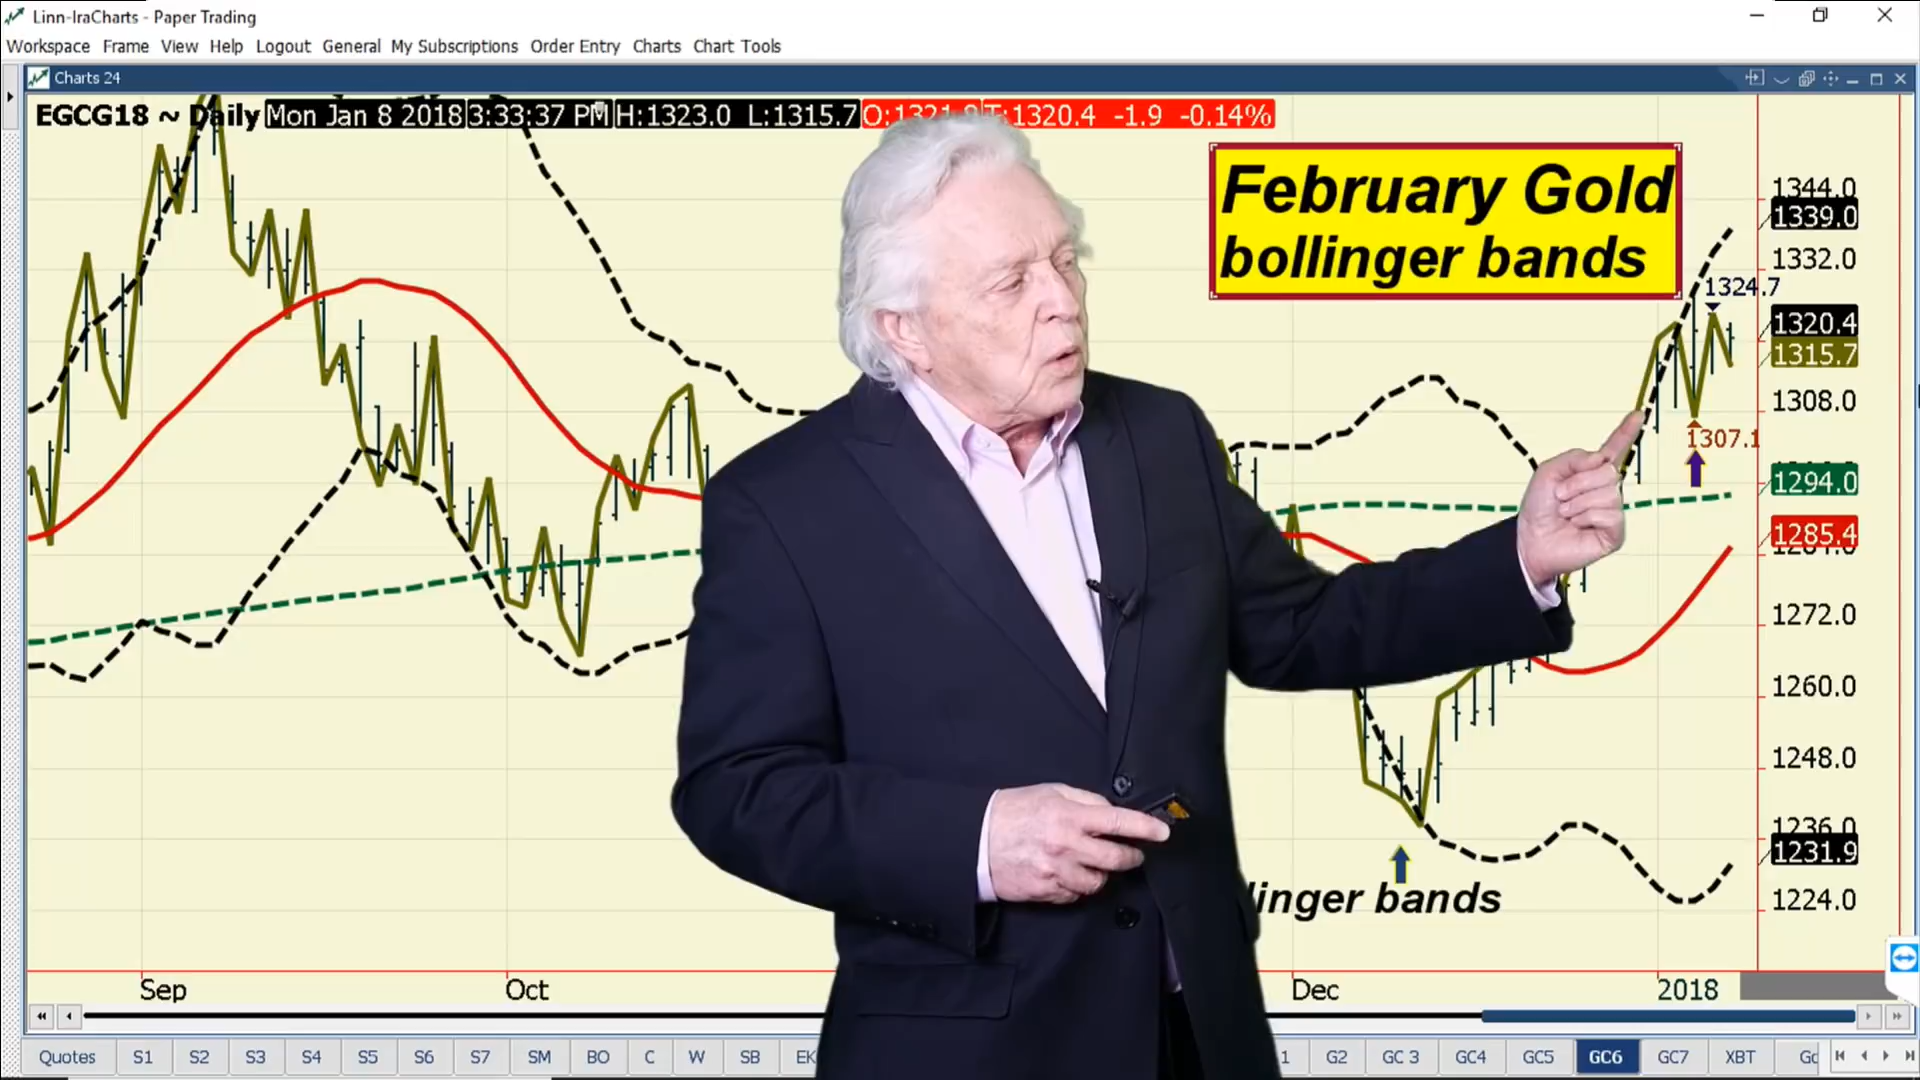 Linn-IraCharts - Paper Trading
Workspace Frame View Help Logout General My Subscriptions Order Entry Charts Chart Tools
Charts 24
EGCG18 ~ Daily Mon Jan 8 2018 3:33:37 PM H:1323.0 L:1315.7 O:1321. 1320.4 -1.9 -0.14%
February Gold
bollinger bands
1344.0
1339.0
1332.0
1324.7
1320.4
1315.7
1308.0
1307.1
1294.0
1285.4
1272.0
1260.0
1248.0
1236.0
1231.9
linger bands
1224.0
Sep Oct Dec 2018
Quotes S1 S2 S3 S4 S5 S6 S7 SM BO C W SB EK 1 G2 GC 3 GC4 GC5 GC6 GC7 XBT